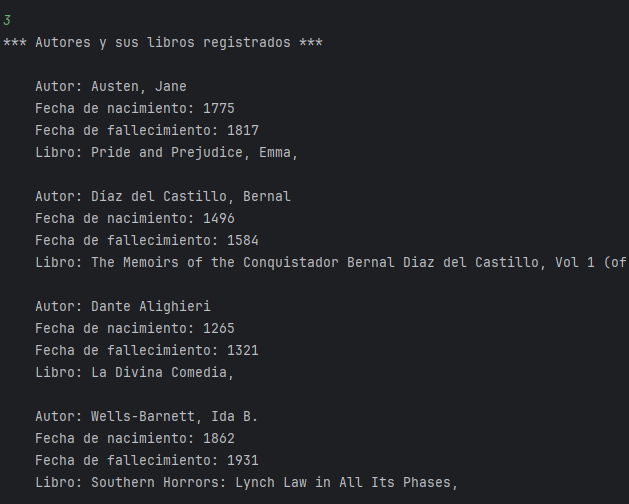 3
*** Autores y sus libros registrados ***
Autor: Austen, Jane
Fecha de nacimiento: 1775
Fecha de fallecimiento: 1817
Libro: Pride and Prejudice, Emma,
Autor: Díaz del Castillo, Bernal
Fecha de nacimiento: 1496
Fecha de fallecimiento: 1584
Libro: The Memoirs of the Conquistador Bernal Diaz del Castillo, Vol 1 (of
Autor: Dante Alighieri
Fecha de nacimiento: 1265
Fecha de fallecimiento: 1321
Libro: La Divina Comedia,
Autor: Wells-Barnett, Ida B.
Fecha de nacimiento: 1862
Fecha de fallecimiento: 1931
Libro: Southern Horrors: Lynch Law in All Its Phases,